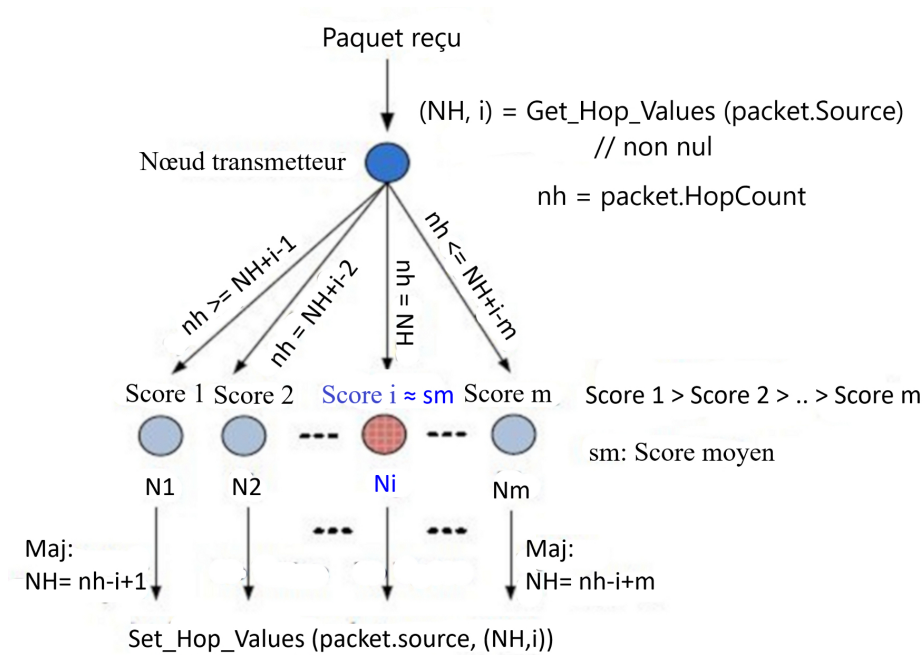 Paquet reçu
(NH, i) = Get_Hop_Values (packet.Source)
// non nul
Nœud transmetteur
nh = packet.HopCount
nh >= NH+i-1
nh = NH+i-2
nh = NH
nh <= NH+i-m
Score 1 Score 2 Score i ≈ sm Score m
Score 1 > Score 2 > .. > Score m
sm: Score moyen
N1 N2 Ni Nm
Maj:
NH= nh-i+1
Maj:
NH= nh-i+m
Set_Hop_Values (packet.source, (NH,i))